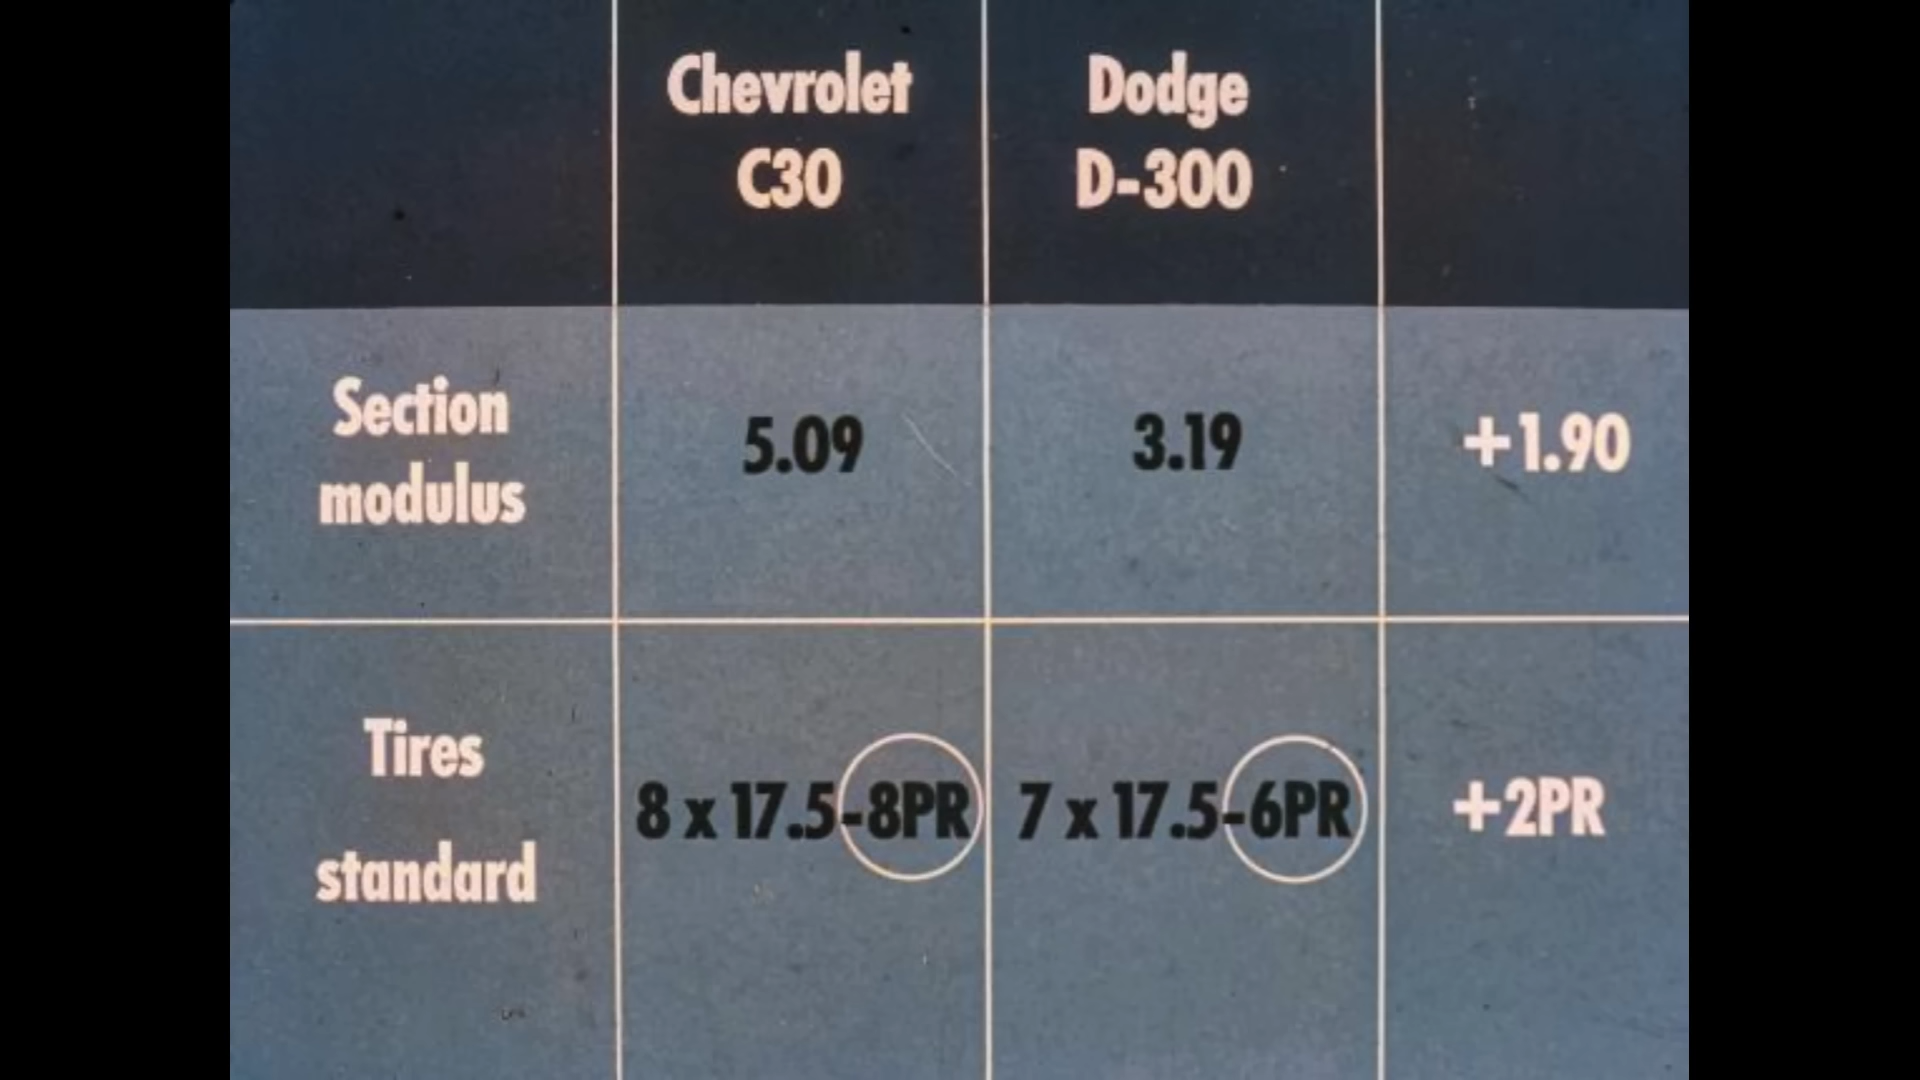 Chevrolet
C30
Dodge
D-300
Section
modulus
5.09
3.19
+1.90
Tires
standard
8 x 17.5-8PR
7 x 17.5-6PR
+2PR